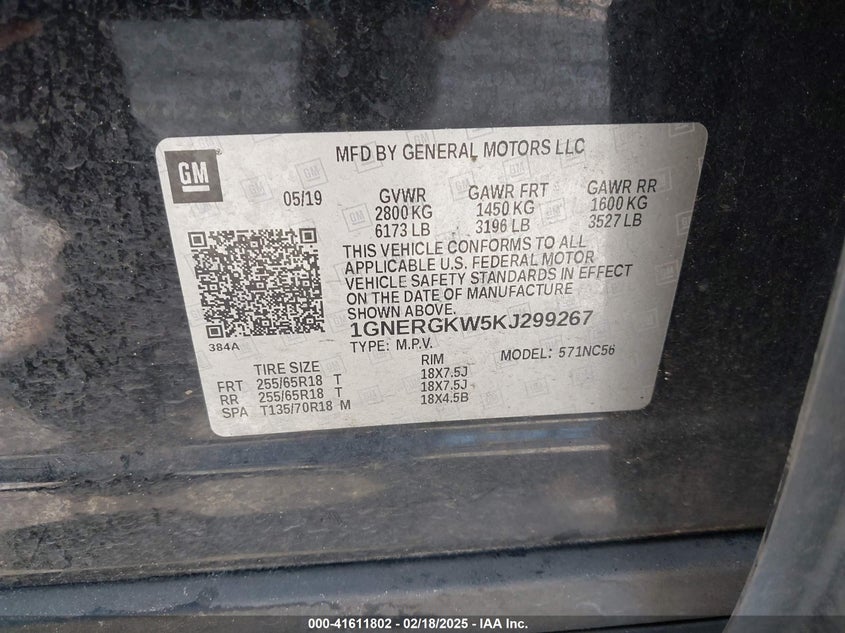 GM
MFD BY GENERAL MOTORS LLC
05/19
GVWR
2800 KG
6173 LB
GAWR FRT
1450 KG
3196 LB
GAWR RR
1600 KG
3527 LB
THIS VEHICLE CONFORMS TO ALL
APPLICABLE U.S. FEDERAL MOTOR
VEHICLE SAFETY STANDARDS IN EFFECT
ON THE DATE OF MANUFACTURE
SHOWN ABOVE.
384A
1GNERGKW5KJ299267
TYPE: M.P.V.
MODEL: 571NC56
TIRE SIZE
RIM
FRT 255/65R18 T 18X7.5J
RR 255/65R18 T 18X7.5J
SPA T135/70R18 M 18X4.5B
000-41611802 - 02/18/2025 - IAA Inc.